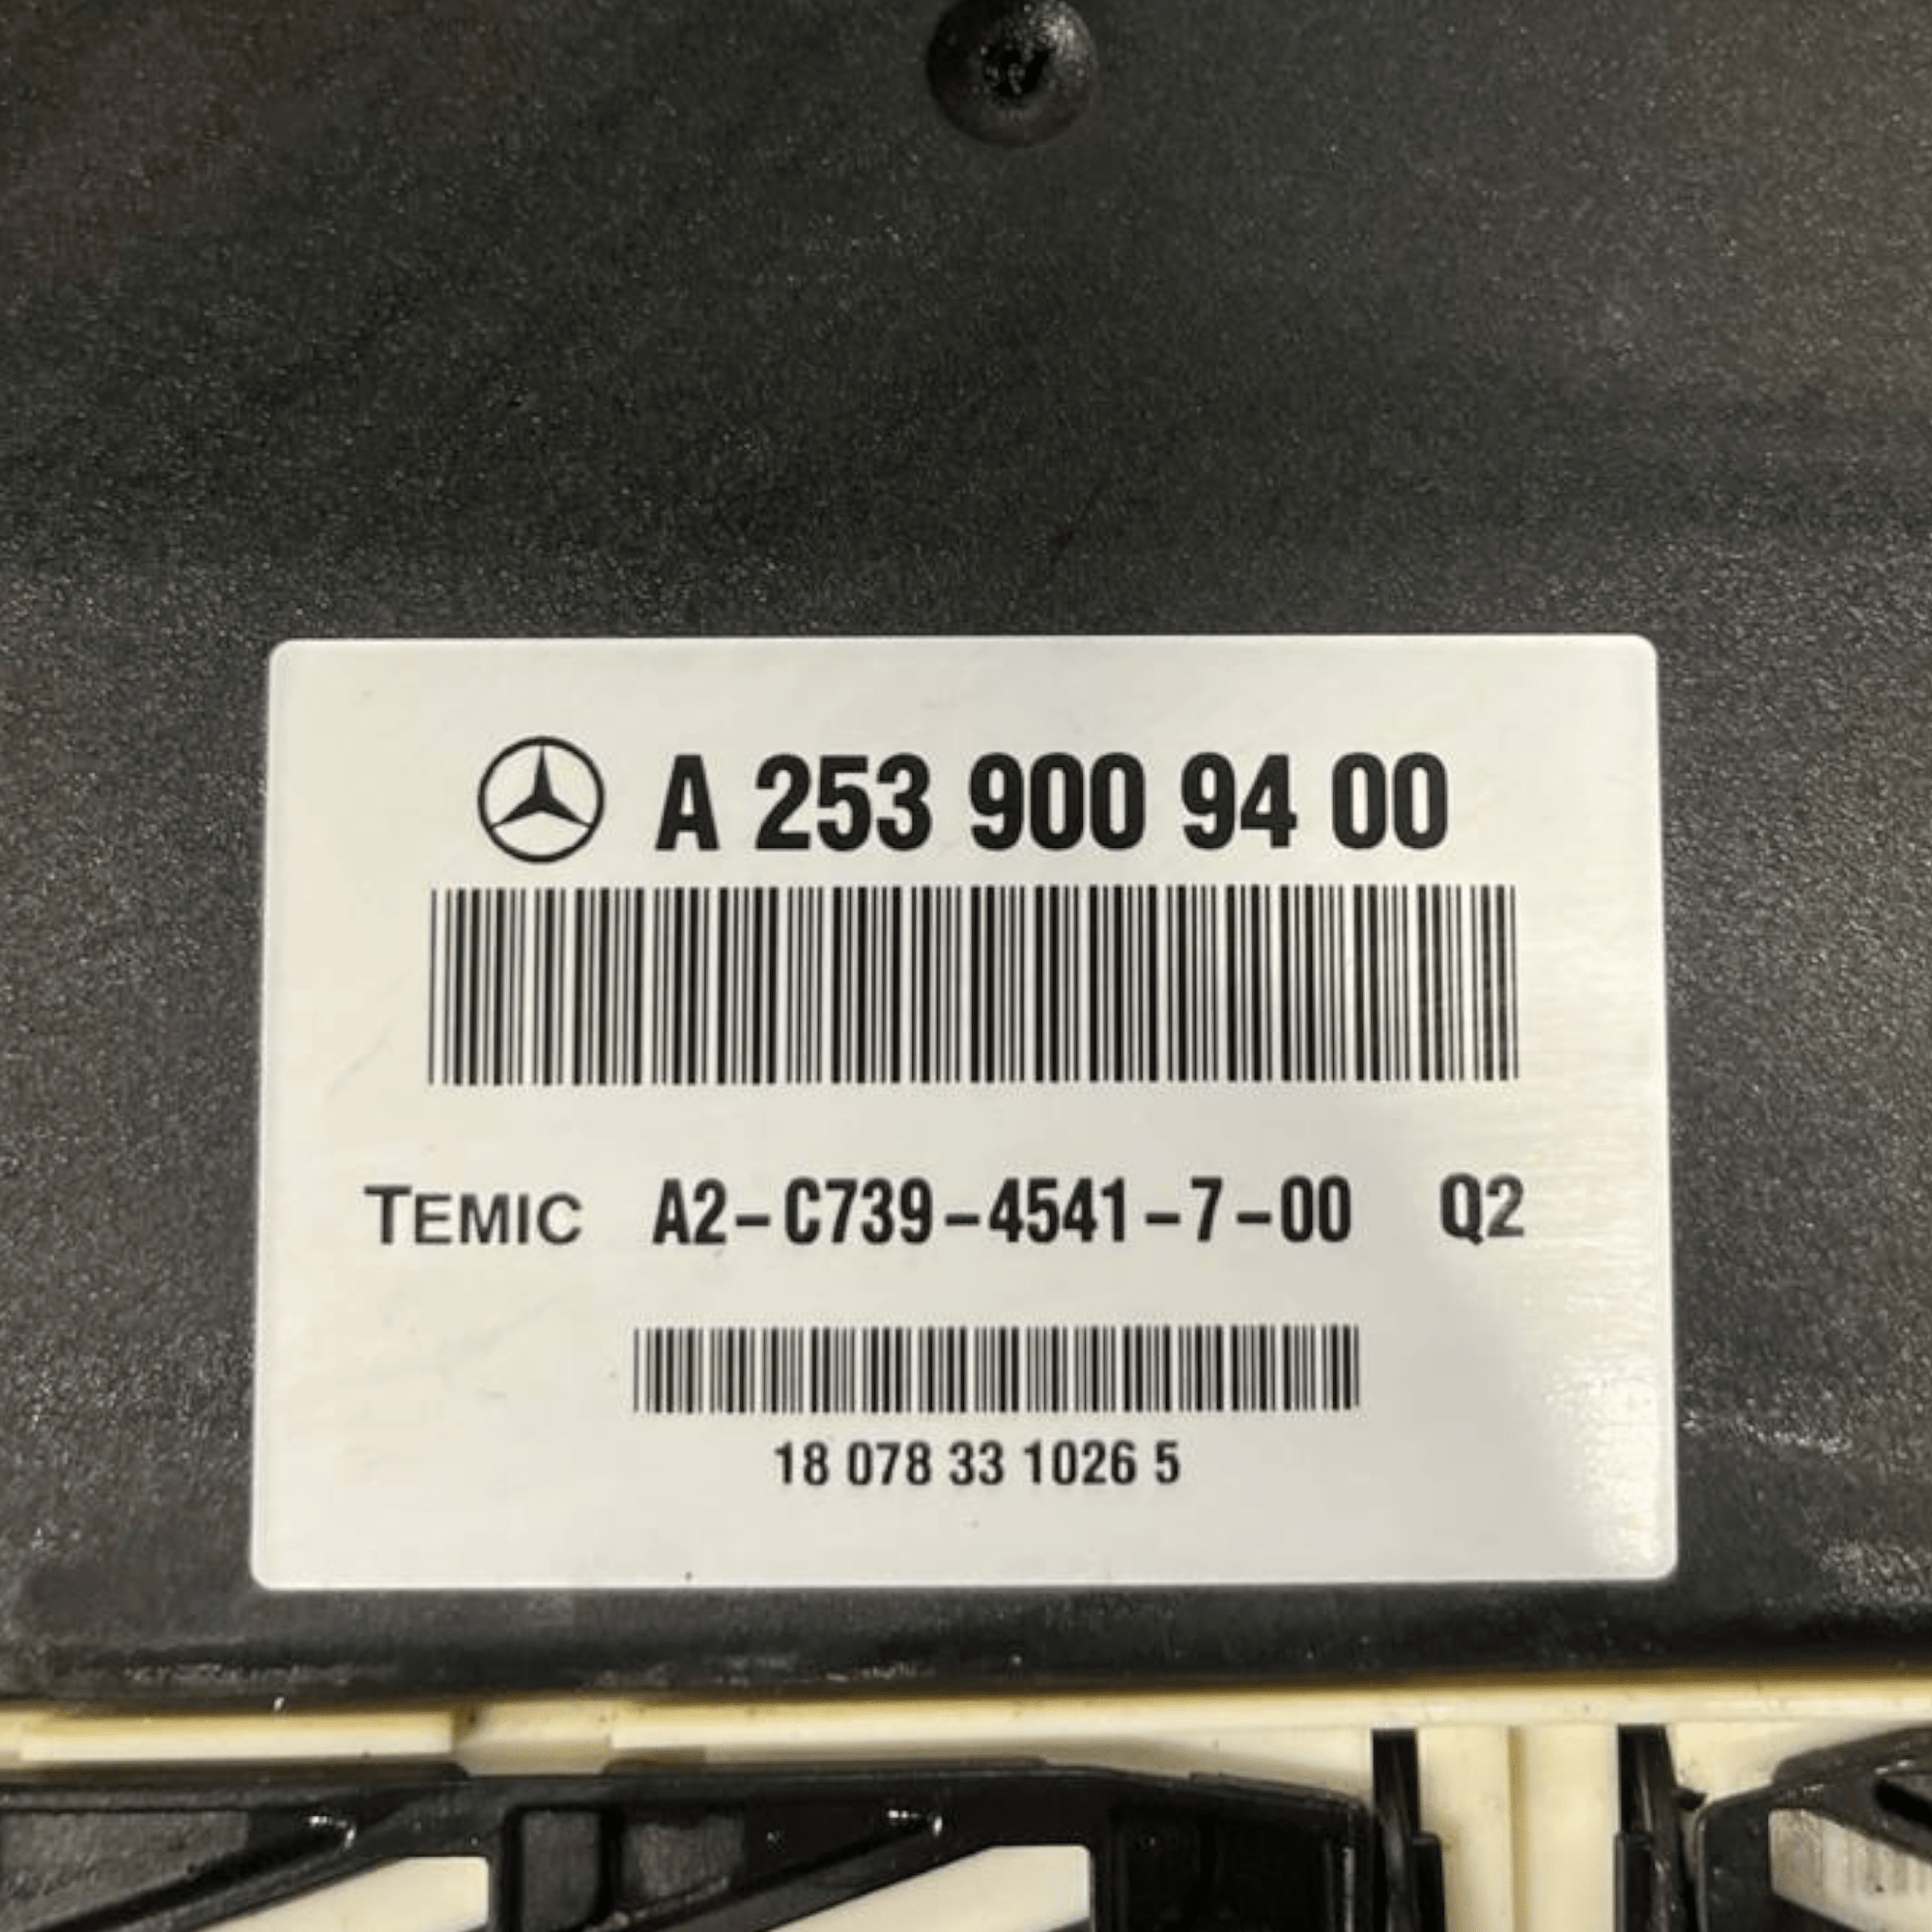 A 253 900 94 00
TEMIC A2-C739-4541-7-00 Q2
18 078 33 1026 5